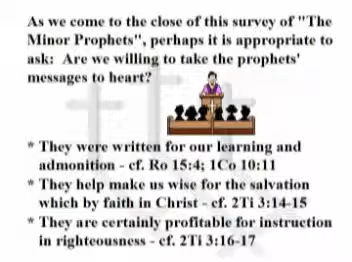 As we come to the close of this survey of "The
Minor Prophets", perhaps it is appropriate to
ask:  Are we willing to take the prophets'
messages to heart?
* They were written for our learning and
admonition - cf. Ro 15:4; 1Co 10:11
* They help make us wise for the salvation
which by faith in Christ - cf. 2Ti 3:14-15
* They are certainly profitable for instruction
in righteousness - cf. 2Ti 3:16-17